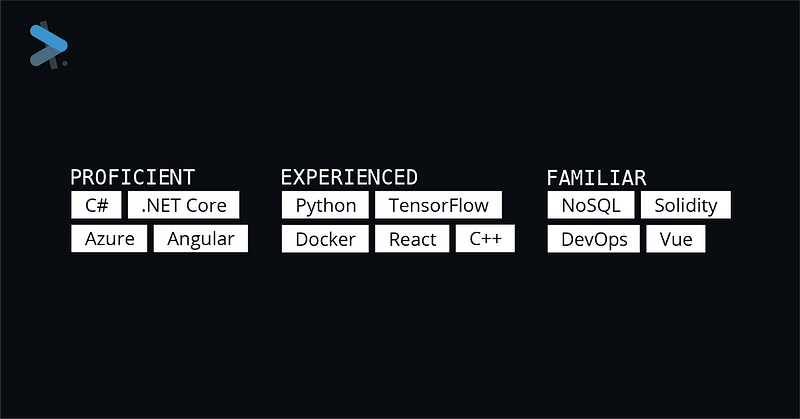 PROFICIENT
C# .NET Core
Azure Angular
EXPERIENCED
Python TensorFlow
Docker React C++
FAMILIAR
NoSQL Solidity
DevOps Vue